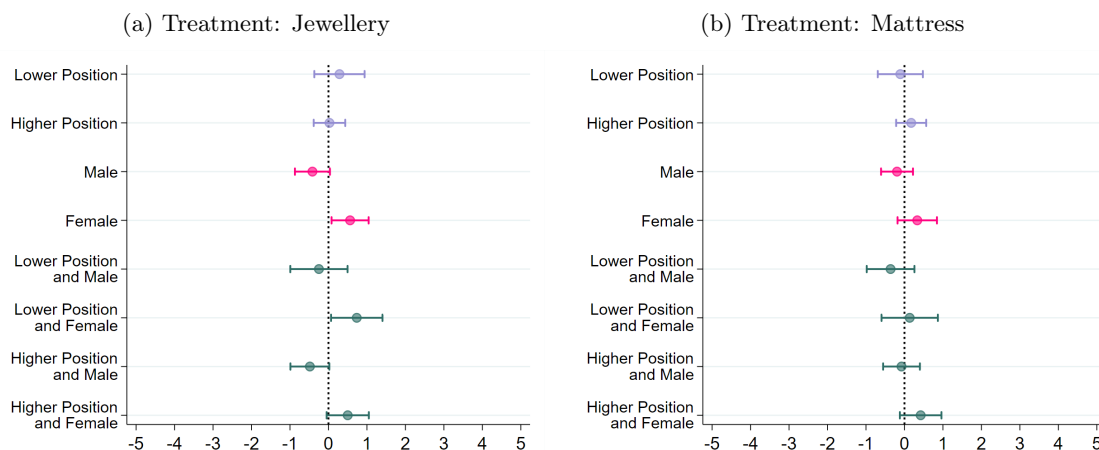 (a) Treatment: Jewellery
Lower Position
Higher Position
Male
Female
Lower Position
and Male
Lower Position
and Female
Higher Position
and Male
Higher Position
and Female
-5 -4 -3 -2 -1 0 1 2 3 4 5
(b) Treatment: Mattress
Lower Position
Higher Position
Male
Female
Lower Position
and Male
Lower Position
and Female
Higher Position
and Male
Higher Position
and Female
-5 -4 -3 -2 -1 0 1 2 3 4 5